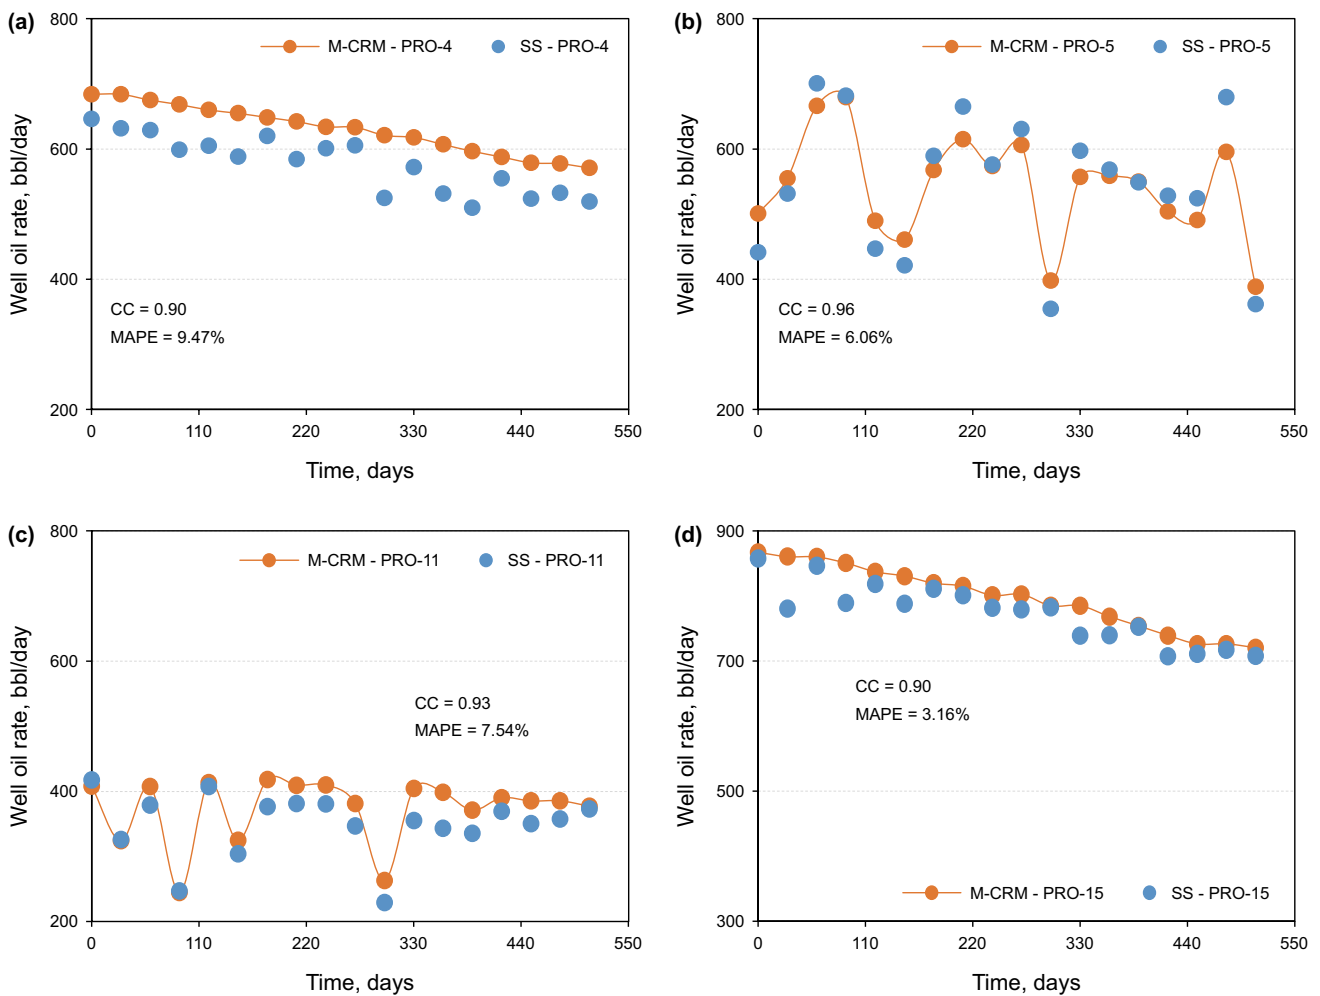 (a)
800
M-CRM - PRO-4
SS - PRO-4
600
400
200
Well oil rate, bbl/day
CC = 0.90
MAPE = 9.47%
0 110 220 330 440 550
Time, days
(b)
800
M-CRM - PRO-5
SS - PRO-5
600
400
200
Well oil rate, bbl/day
CC = 0.96
MAPE = 6.06%
0 110 220 330 440 550
Time, days
(c)
800
M-CRM - PRO-11
SS - PRO-11
600
400
200
Well oil rate, bbl/day
CC = 0.93
MAPE = 7.54%
0 110 220 330 440 550
Time, days
(d)
900
700
500
300
Well oil rate, bbl/day
CC = 0.90
MAPE = 3.16%
M-CRM - PRO-15
SS - PRO-15
0 110 220 330 440 550
Time, days